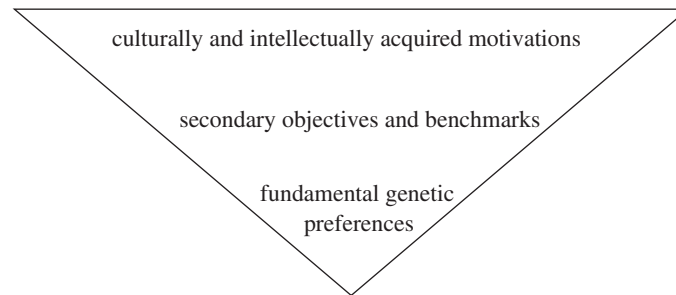 culturally and intellectually acquired motivations
secondary objectives and benchmarks
fundamental genetic
preferences